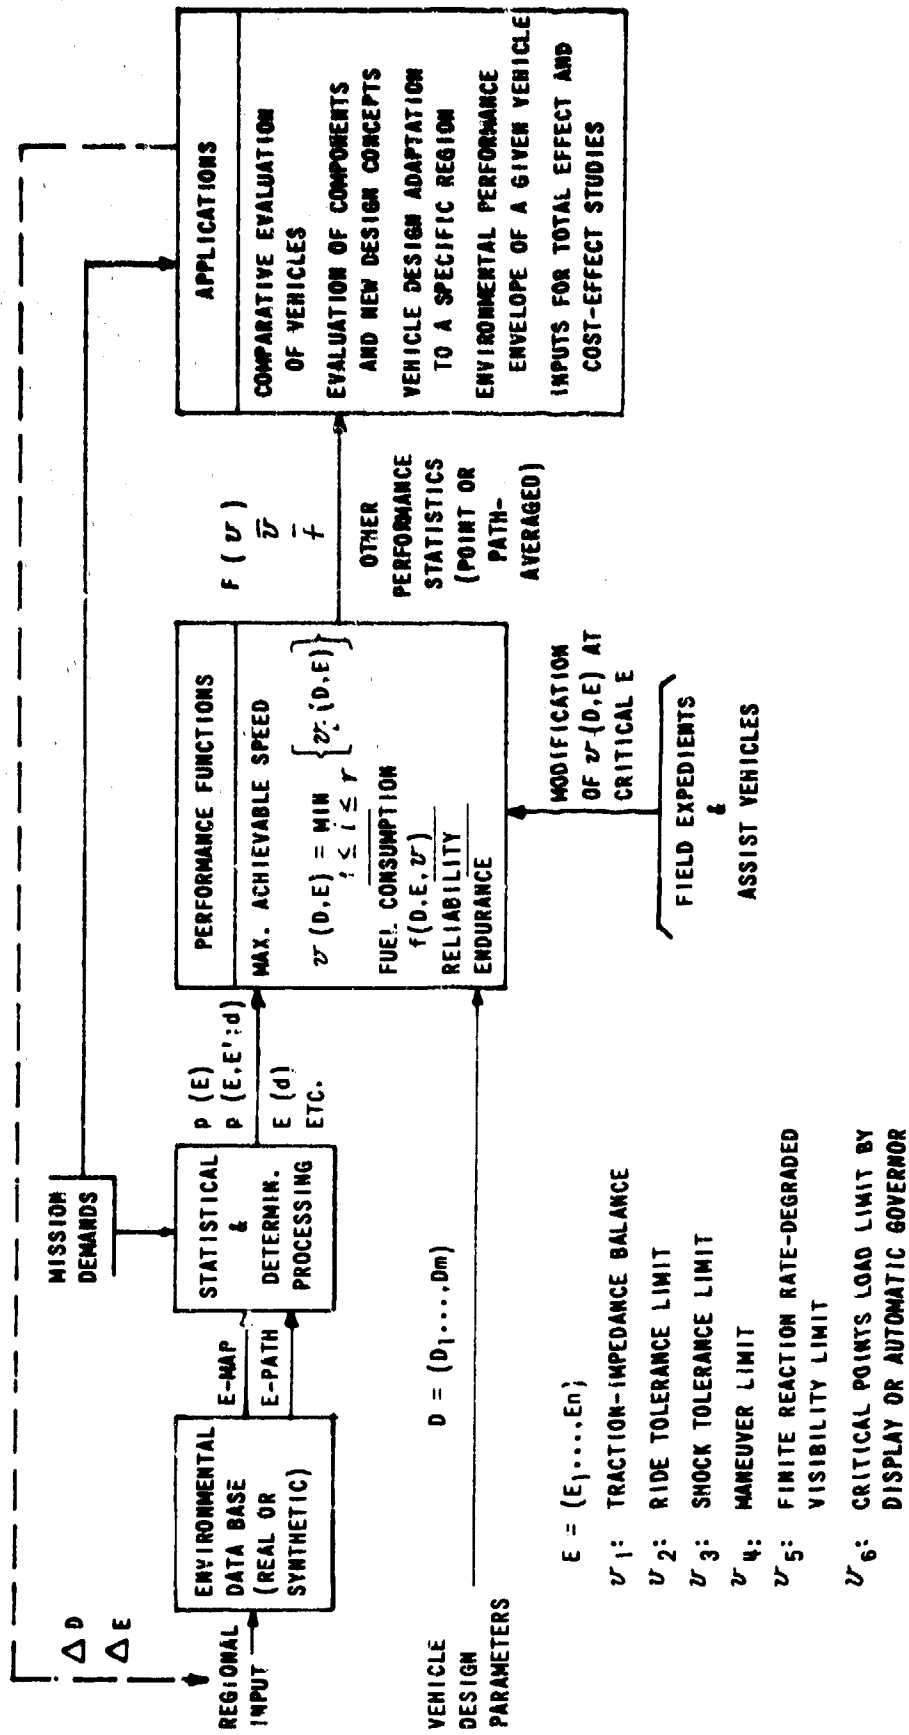 ΔD
ΔE
REGIONAL
INPUT
ENVIRONMENTAL
DATA BASE
(REAL OR
SYNTHETIC)
E-MAP
E-PATH
MISSION
DEMANDS
STATISTICAL
&
DETERMIN.
PROCESSING
P (E)
P (E,E':d)
E (d)
ETC.
PERFORMANCE FUNCTIONS
MAX. ACHIEVABLE SPEED
v (D,E) = MIN { v. (D,E) }
1 ≤ i ≤ r
FUEL CONSUMPTION
f(D,E,v)
RELIABILITY
ENDURANCE
F (v)
v̅
f̅
OTHER
PERFORMANCE
STATISTICS
(POINT OR
PATH-
AVERAGED)
APPLICATIONS
COMPARATIVE EVALUATION
OF VEHICLES
EVALUATION OF COMPONENTS
AND NEW DESIGN CONCEPTS
VEHICLE DESIGN ADAPTATION
TO A SPECIFIC REGION
ENVIRONMENTAL PERFORMANCE
ENVELOPE OF A GIVEN VEHICLE
INPUTS FOR TOTAL EFFECT AND
COST-EFFECT STUDIES
VEHICLE
DESIGN
PARAMETERS
D = (D1,...,Dm)
MODIFICATION
OF v (D,E) AT
CRITICAL E
FIELD EXPEDIENTS
&
ASSIST VEHICLES
E = (E1,...,En)
v1: TRACTION-IMPEDANCE BALANCE
v2: RIDE TOLERANCE LIMIT
v3: SHOCK TOLERANCE LIMIT
v4: MANEUVER LIMIT
v5: FINITE REACTION RATE-DEGRADED
VISIBILITY LIMIT
v6: CRITICAL POINTS LOAD LIMIT BY
DISPLAY OR AUTOMATIC GOVERNOR